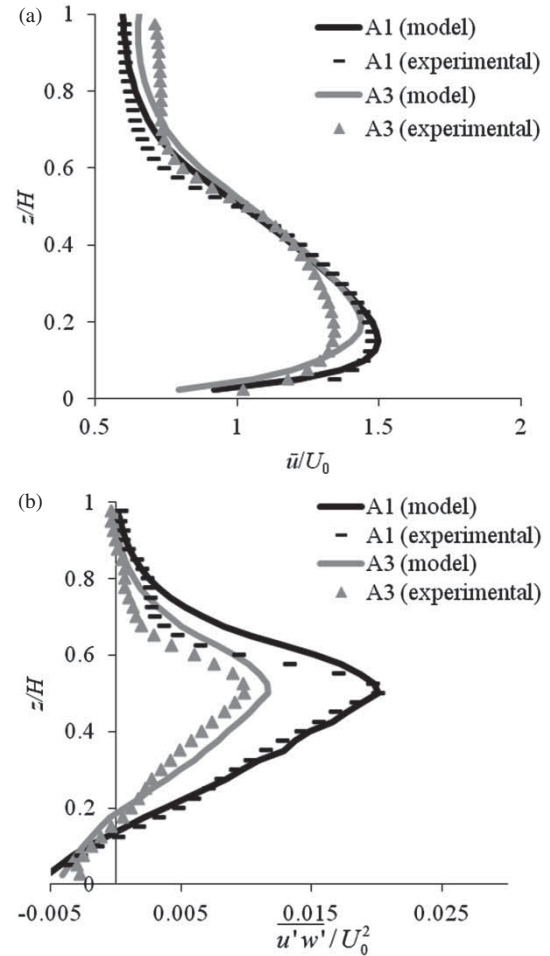 (a)
A1 (model)
A1 (experimental)
A3 (model)
A3 (experimental)
1
0.8
0.6
0.4
0.2
0
z/H
0.5
1
1.5
2
ū/U₀
(b)
A1 (model)
A1 (experimental)
A3 (model)
A3 (experimental)
1
0.8
0.6
0.4
0.2
0
z/H
-0.005
0.005
0.015
0.025
u'w'/U₀²